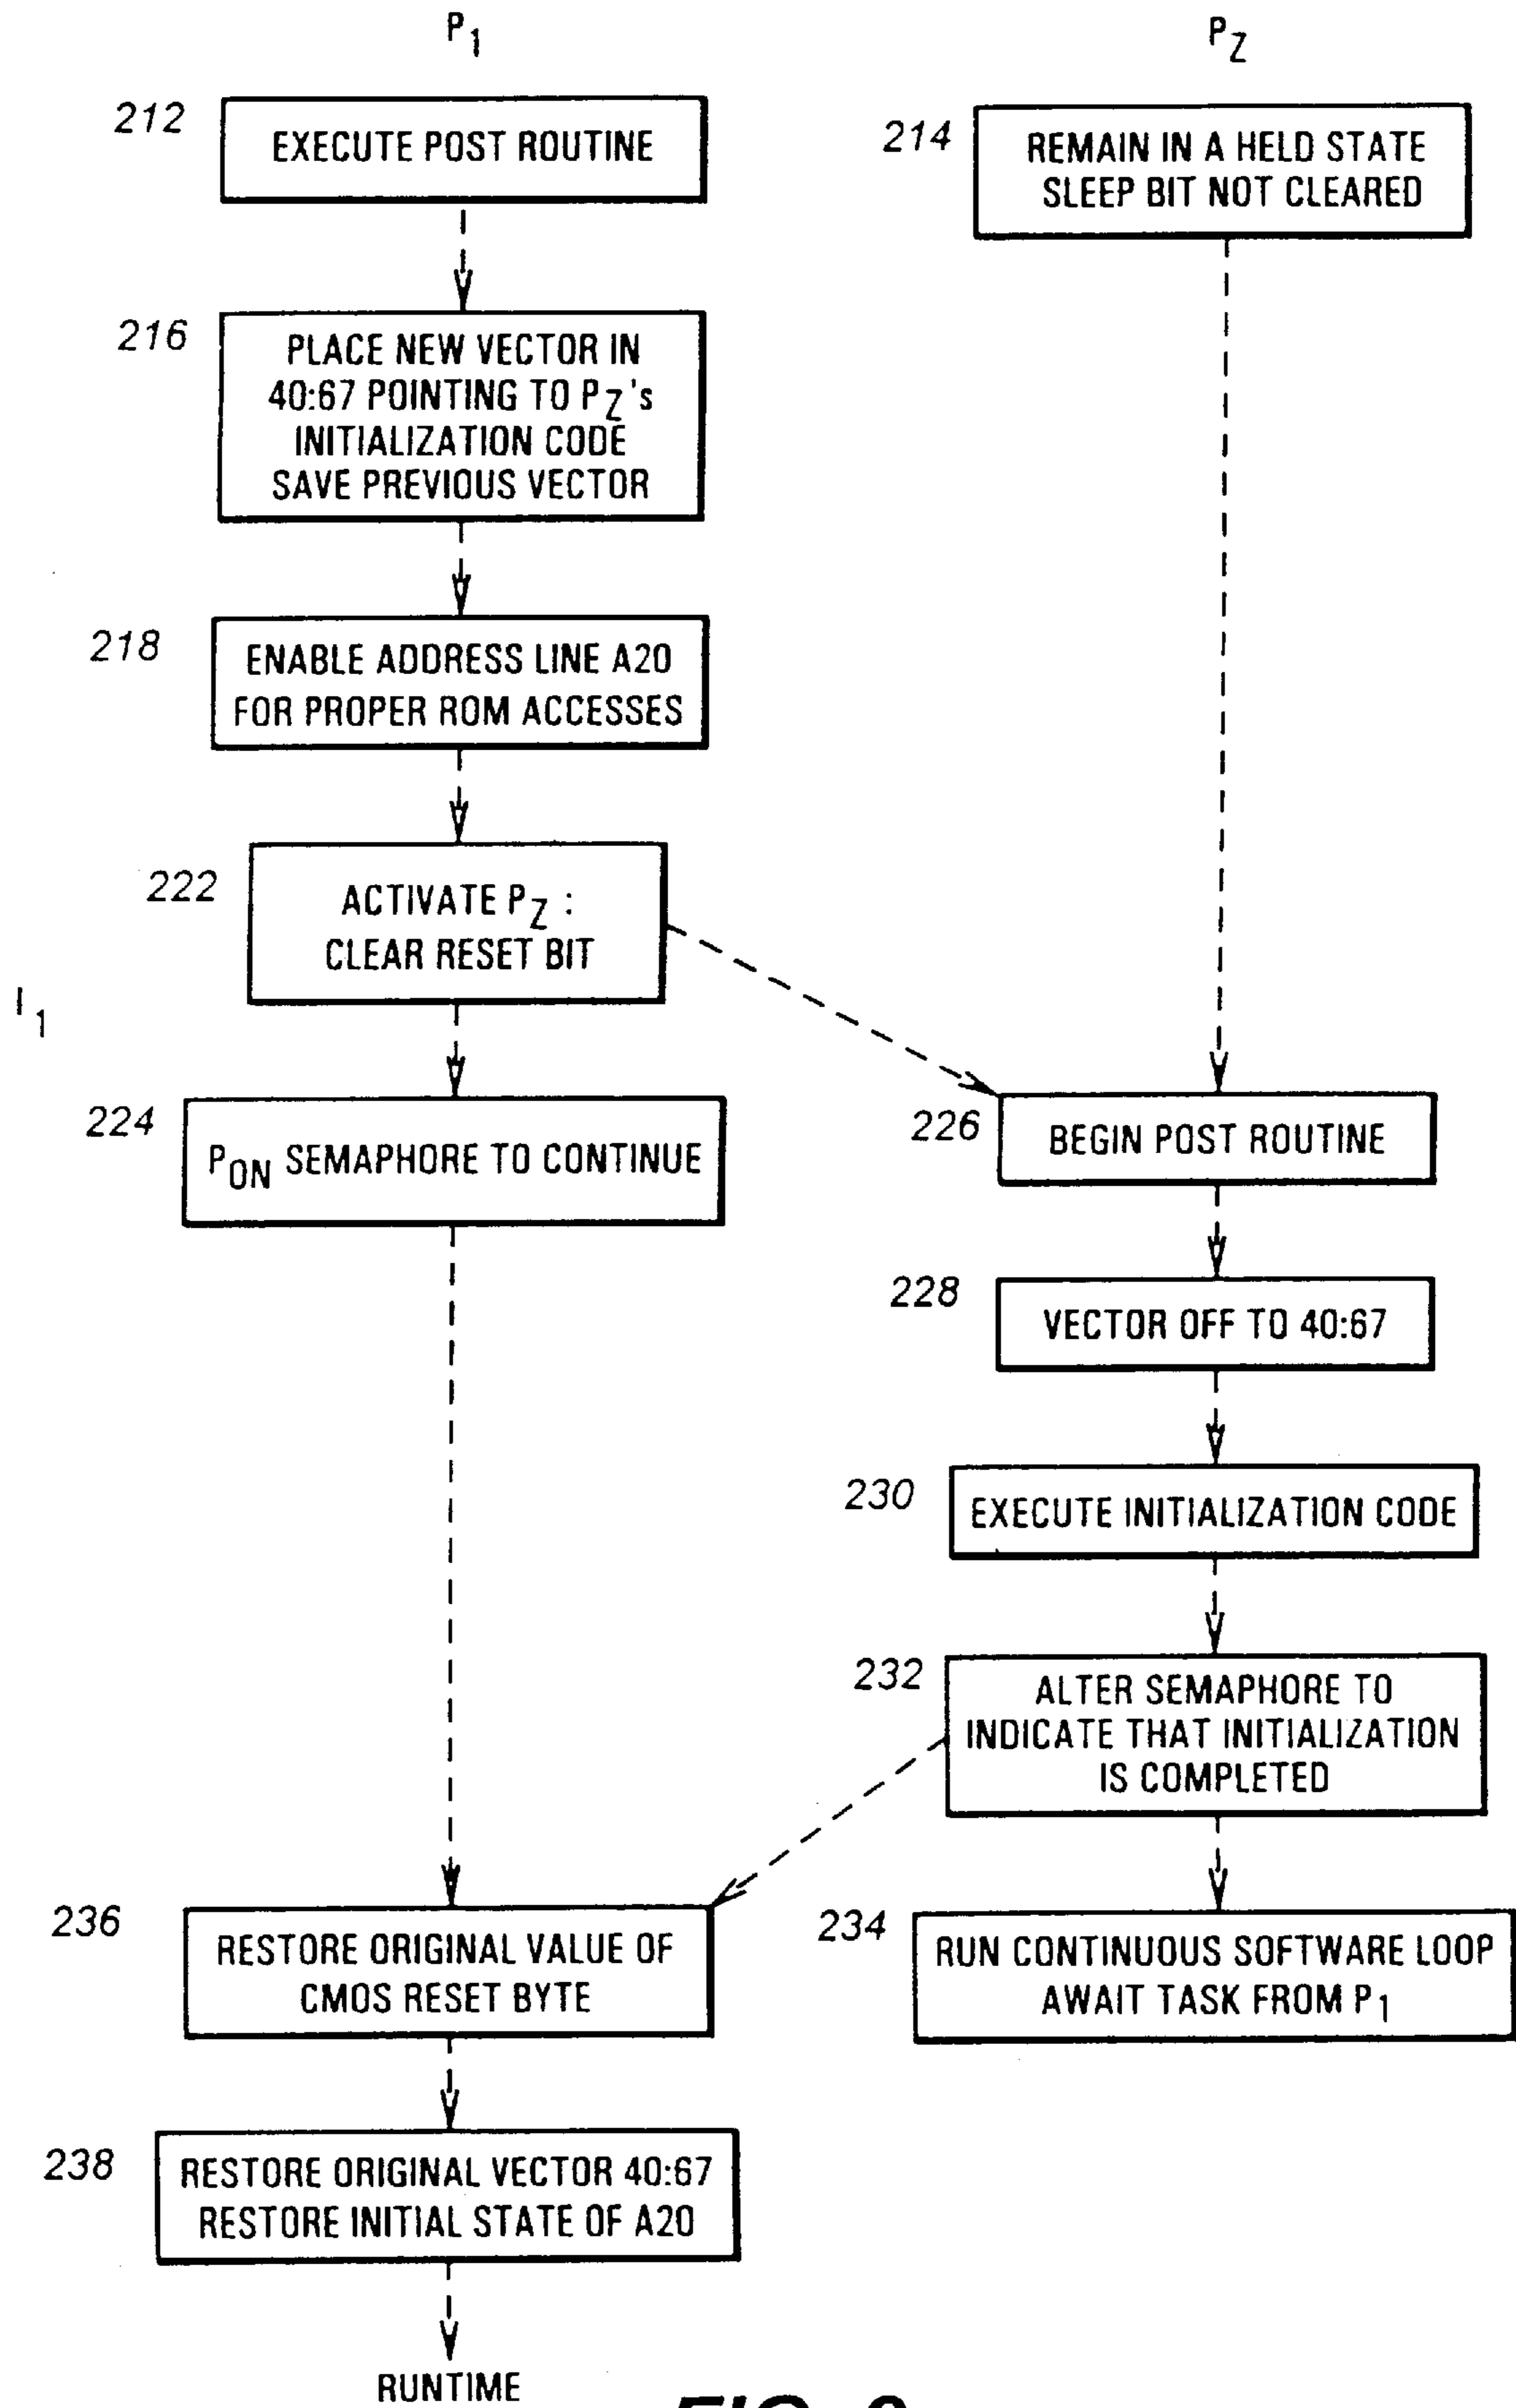 P1
PZ
212
EXECUTE POST ROUTINE
214
REMAIN IN A HELD STATE
SLEEP BIT NOT CLEARED
216
PLACE NEW VECTOR IN
40:67 POINTING TO PZ's
INITIALIZATION CODE
SAVE PREVIOUS VECTOR
218
ENABLE ADDRESS LINE A20
FOR PROPER ROM ACCESSES
222
ACTIVATE PZ :
CLEAR RESET BIT
I1
224
PON SEMAPHORE TO CONTINUE
226
BEGIN POST ROUTINE
228
VECTOR OFF TO 40:67
230
EXECUTE INITIALIZATION CODE
232
ALTER SEMAPHORE TO
INDICATE THAT INITIALIZATION
IS COMPLETED
236
RESTORE ORIGINAL VALUE OF
CMOS RESET BYTE
234
RUN CONTINUOUS SOFTWARE LOOP
AWAIT TASK FROM P1
238
RESTORE ORIGINAL VECTOR 40:67
RESTORE INITIAL STATE OF A20
RUNTIME